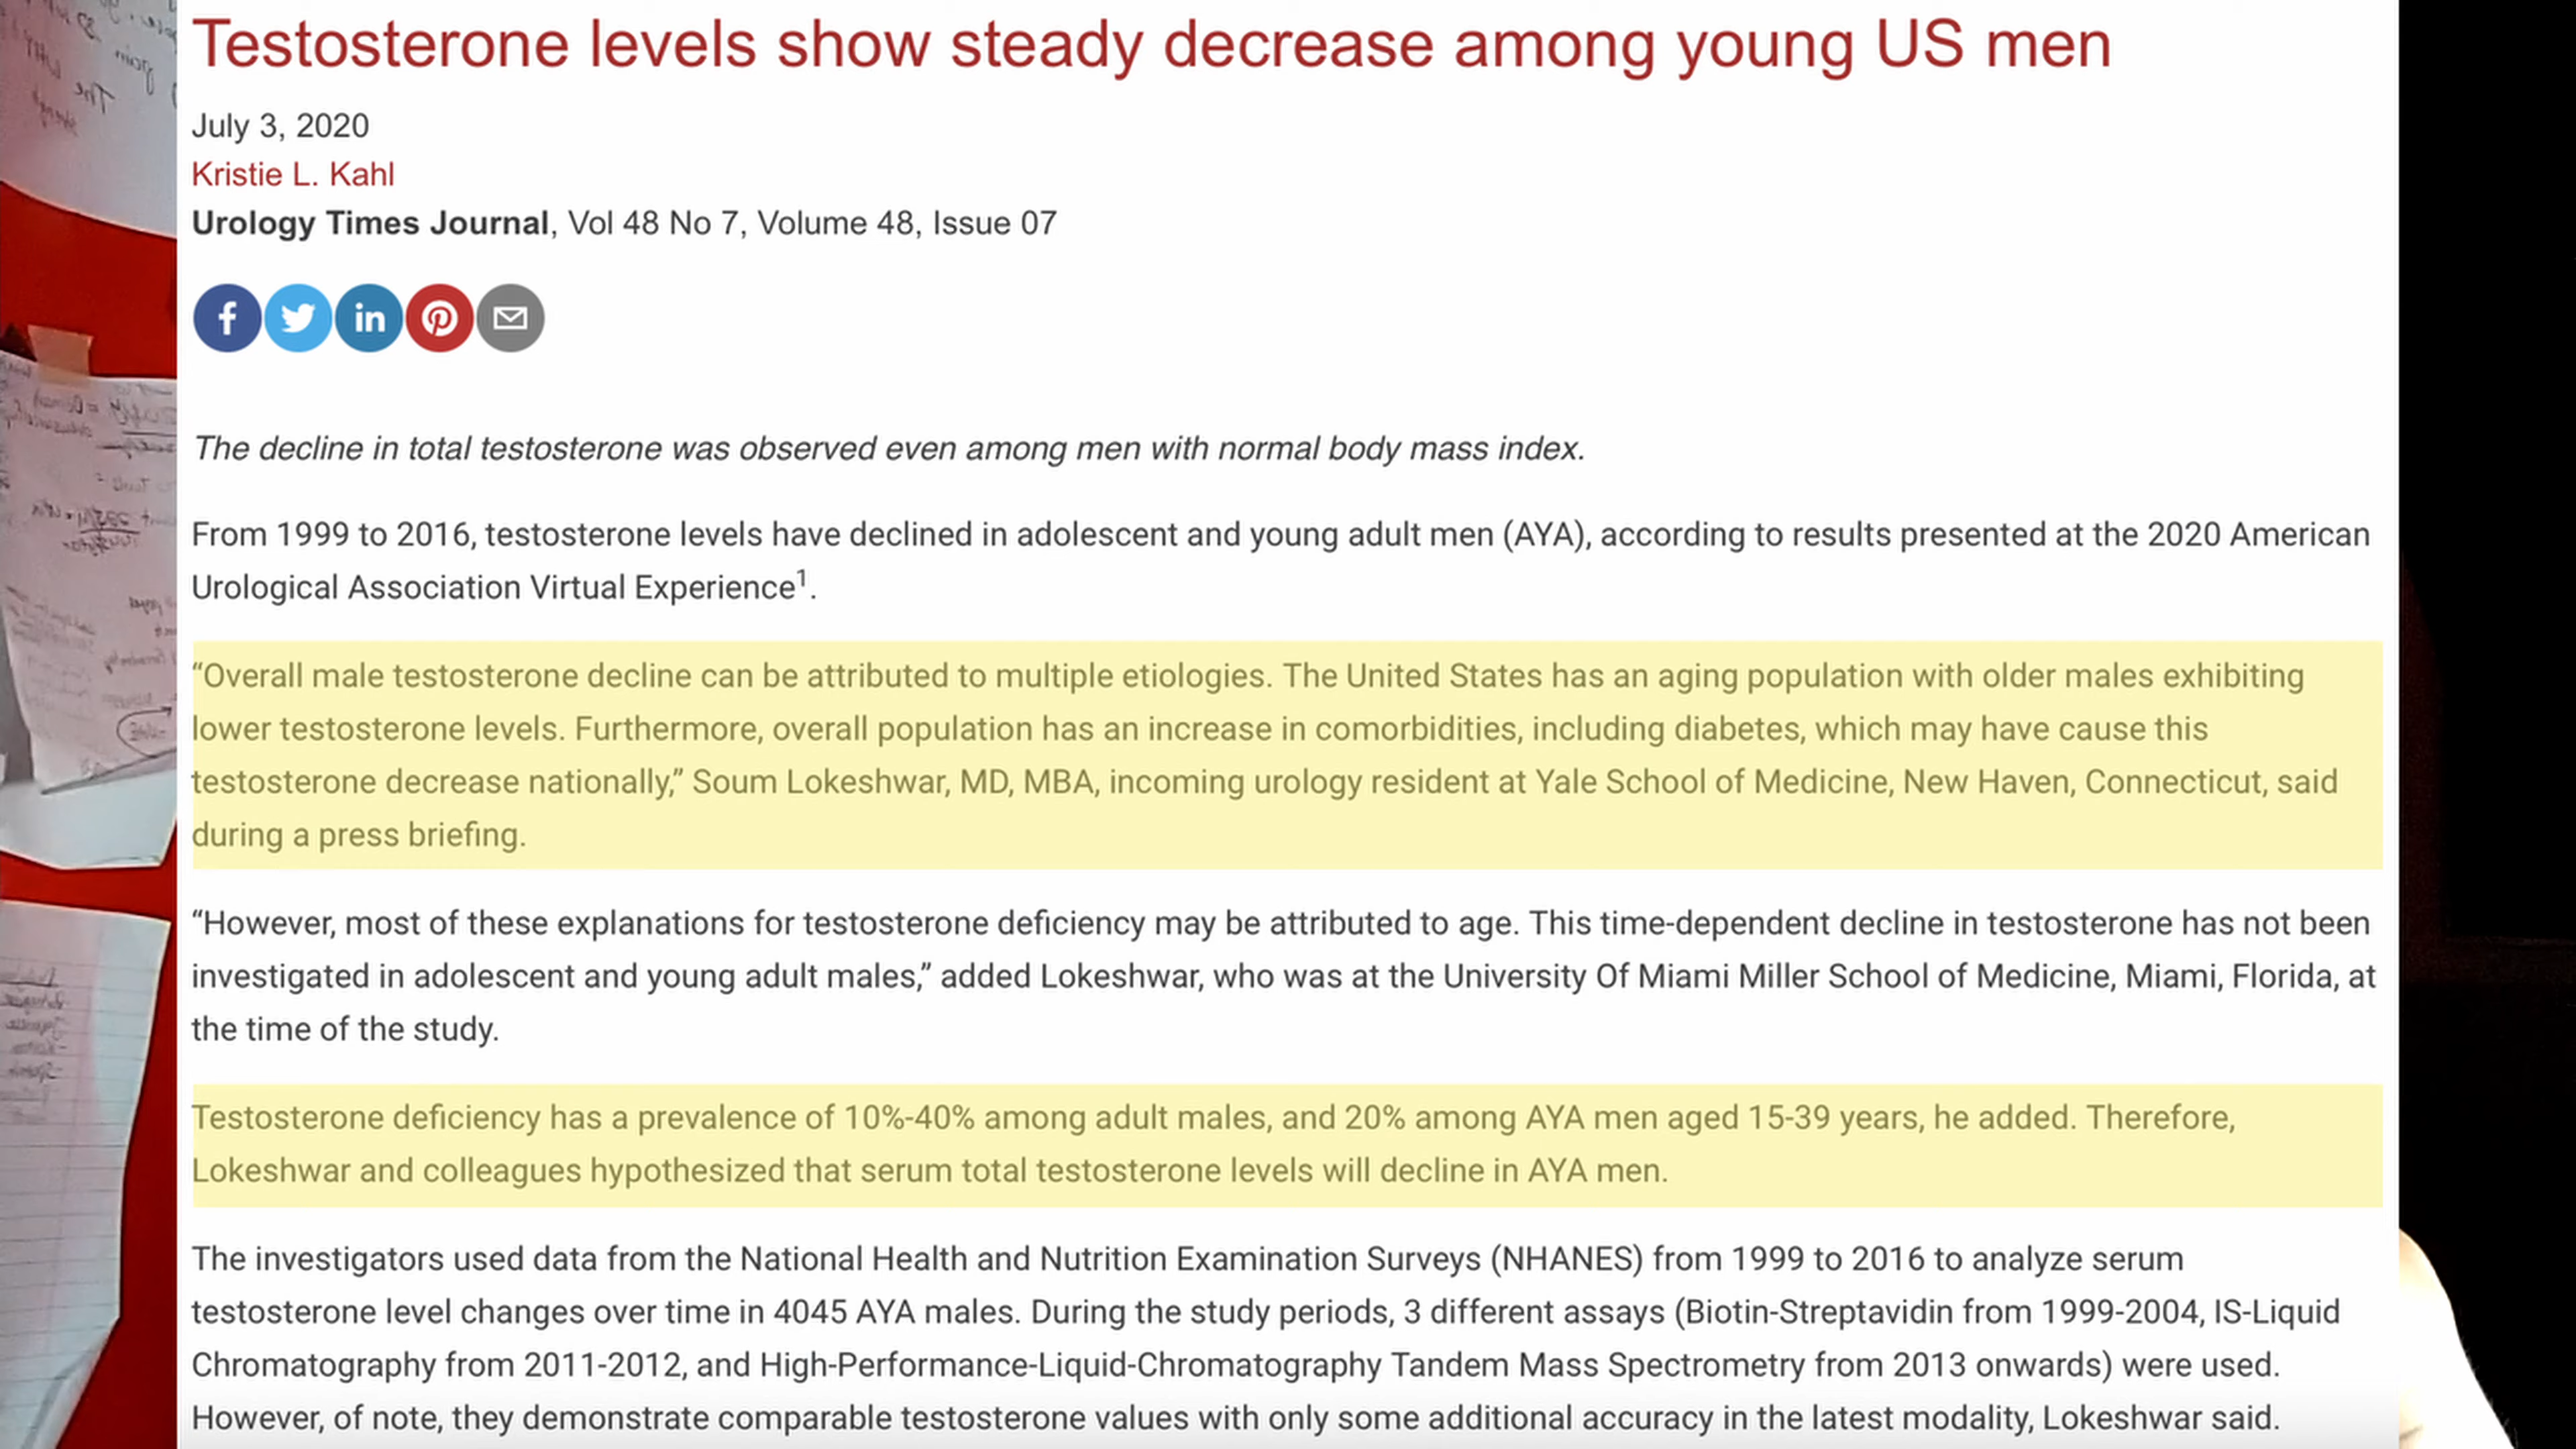 Testosterone levels show steady decrease among young US men
July 3, 2020
Kristie L. Kahl
Urology Times Journal, Vol 48 No 7, Volume 48, Issue 07
The decline in total testosterone was observed even among men with normal body mass index.
From 1999 to 2016, testosterone levels have declined in adolescent and young adult men (AYA), according to results presented at the 2020 American
Urological Association Virtual Experience1.
“Overall male testosterone decline can be attributed to multiple etiologies. The United States has an aging population with older males exhibiting
lower testosterone levels. Furthermore, overall population has an increase in comorbidities, including diabetes, which may have cause this
testosterone decrease nationally,” Soum Lokeshwar, MD, MBA, incoming urology resident at Yale School of Medicine, New Haven, Connecticut, said
during a press briefing.
“However, most of these explanations for testosterone deficiency may be attributed to age. This time-dependent decline in testosterone has not been
investigated in adolescent and young adult males,” added Lokeshwar, who was at the University Of Miami Miller School of Medicine, Miami, Florida, at
the time of the study.
Testosterone deficiency has a prevalence of 10%-40% among adult males, and 20% among AYA men aged 15-39 years, he added. Therefore,
Lokeshwar and colleagues hypothesized that serum total testosterone levels will decline in AYA men.
The investigators used data from the National Health and Nutrition Examination Surveys (NHANES) from 1999 to 2016 to analyze serum
testosterone level changes over time in 4045 AYA males. During the study periods, 3 different assays (Biotin-Streptavidin from 1999-2004, IS-Liquid
Chromatography from 2011-2012, and High-Performance-Liquid-Chromatography Tandem Mass Spectrometry from 2013 onwards) were used.
However, of note, they demonstrate comparable testosterone values with only some additional accuracy in the latest modality, Lokeshwar said.